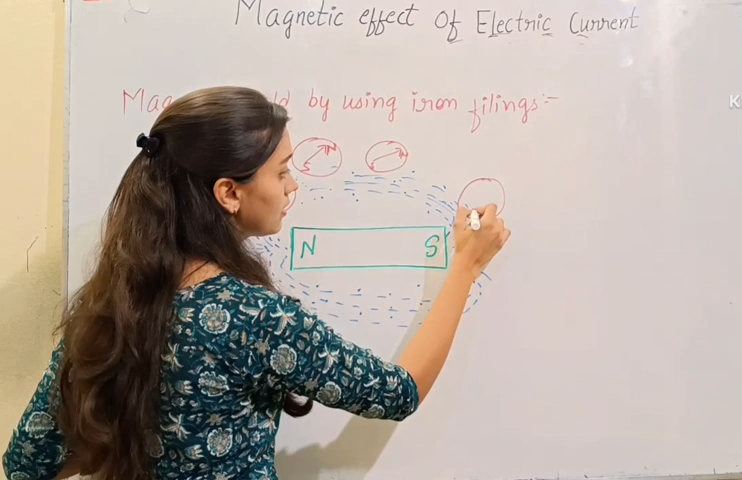 Magnetic effect of Electric Current
by using iron filings:-
S N
N
N S
K